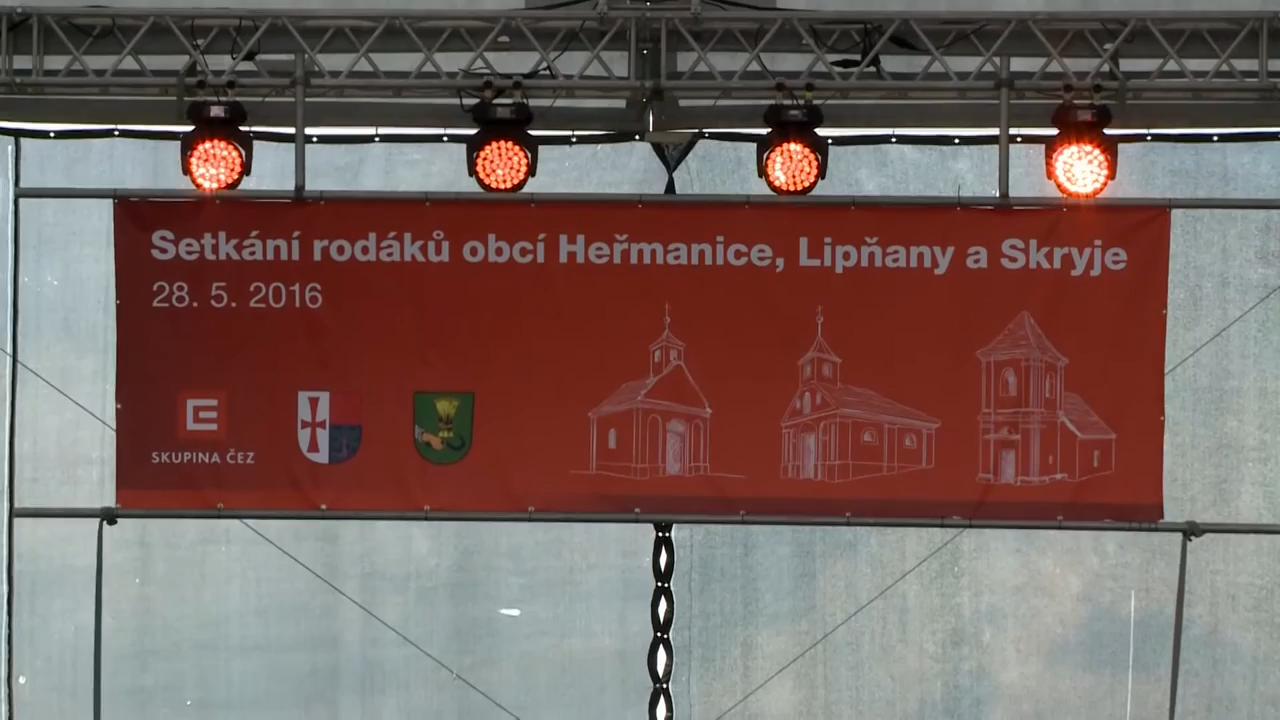 Setkání rodáků obcí Heřmanice, Lipňany a Skryje
28. 5. 2016
SKUPINA ČEZ